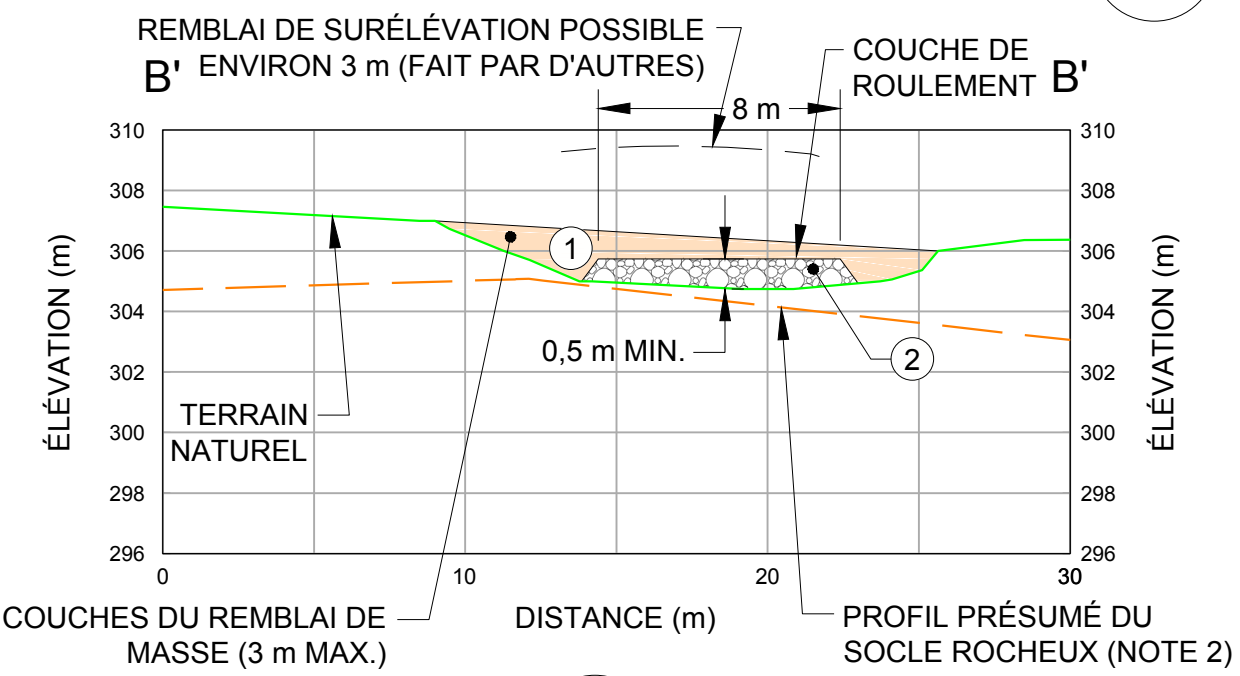 REMBLAI DE SURÉLÉVATION POSSIBLE
ENVIRON 3 m (FAIT PAR D'AUTRES)
B'
COUCHE DE
ROULEMENT
B'
8 m
310
308
306
304
302
300
298
296
310
308
306
304
302
300
298
296
ÉLÉVATION (m)
ÉLÉVATION (m)
1
2
0,5 m MIN.
TERRAIN
NATUREL
0
10
20
30
DISTANCE (m)
COUCHES DU REMBLAI DE
MASSE (3 m MAX.)
PROFIL PRÉSUMÉ DU
SOCLE ROCHEUX (NOTE 2)